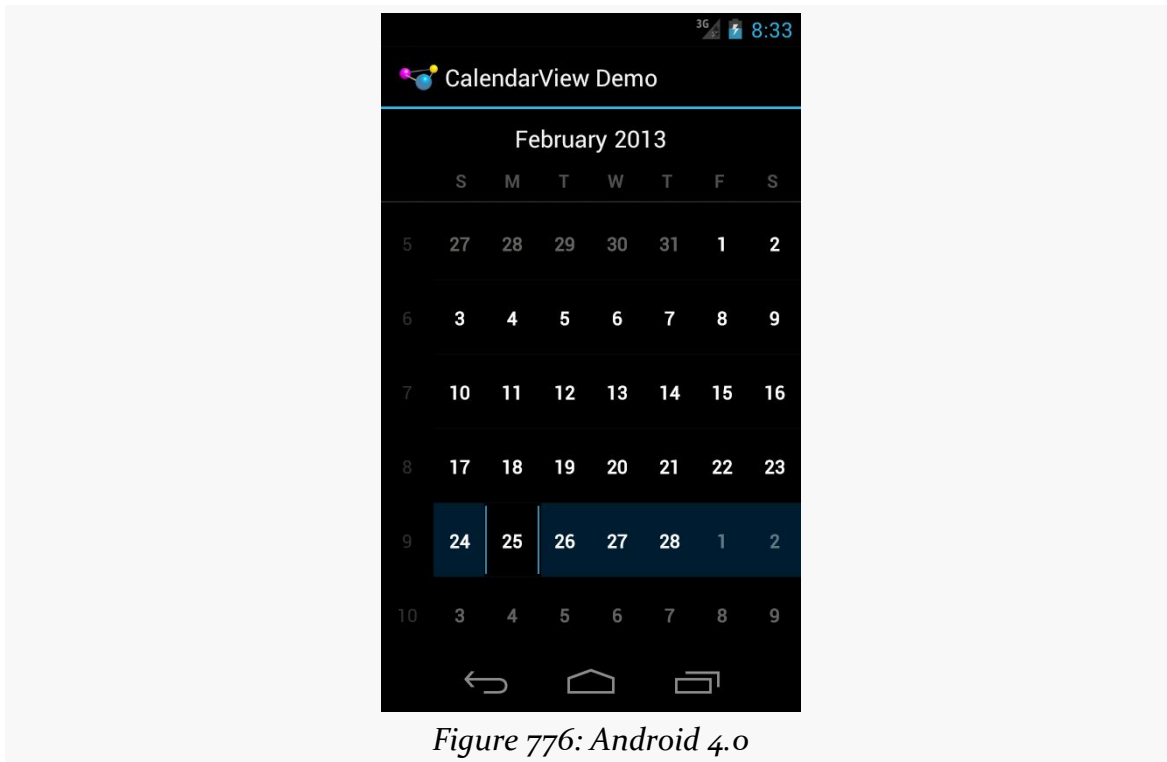 3G 8:33
CalendarView Demo
February 2013
S M T W T F S
5 27 28 29 30 31 1 2
6 3 4 5 6 7 8 9
7 10 11 12 13 14 15 16
8 17 18 19 20 21 22 23
9 24 25 26 27 28 1 2
10 3 4 5 6 7 8 9
Figure 776: Android 4.0